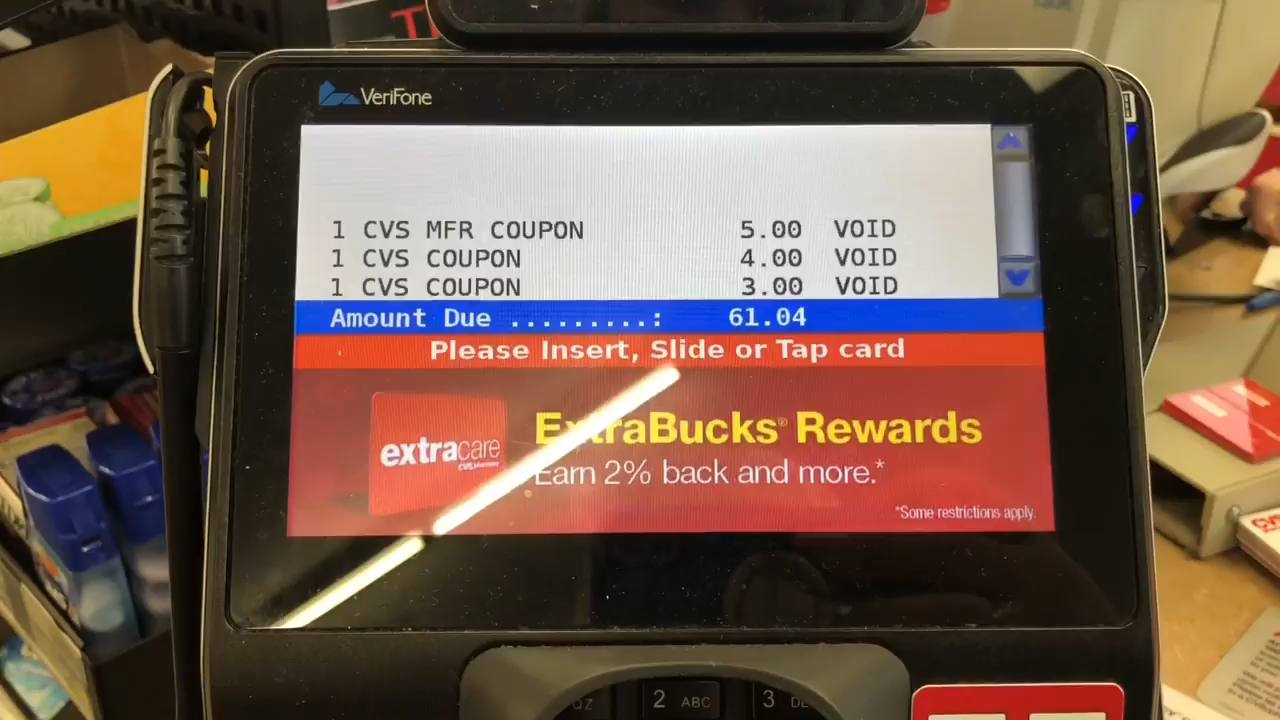 VeriFone
1 CVS MFR COUPON 5.00 VOID
1 CVS COUPON 4.00 VOID
1 CVS COUPON 3.00 VOID
Amount Due .........: 61.04
Please Insert, Slide or Tap card
extracare
ExtraBucks® Rewards
Earn 2% back and more.*
*Some restrictions apply.
QZ 2 ABC 3 DE